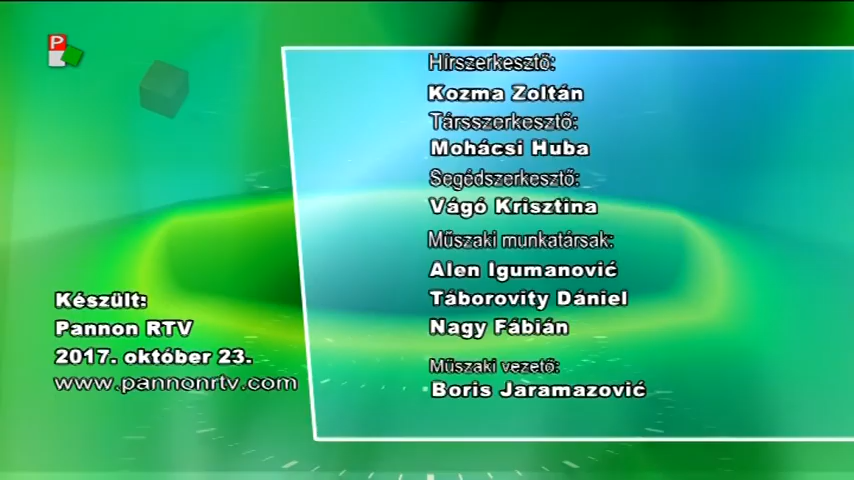 P
Hírszerkesztő:
Kozma Zoltán
Társszerkesztő:
Mohácsi Huba
Segédszerkesztő:
Vágó Krisztina
Műszaki munkatársak:
Alen Igumanović
Táborovity Dániel
Nagy Fábián
Műszaki vezető:
Boris Jaramazović
Készült:
Pannon RTV
2017. október 23.
www.pannonrtv.com